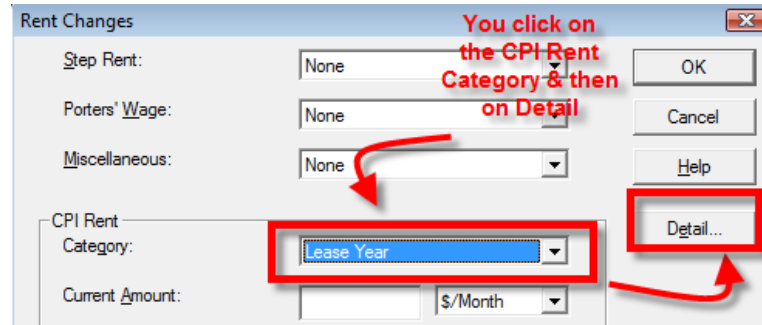 Rent Changes
You click on
the CPI Rent
Category & then
on Detail
Step Rent:
None
OK
Porters' Wage:
None
Cancel
Miscellaneous:
None
Help
CPI Rent
Detail...
Category:
Lease Year
Current Amount:
$/Month